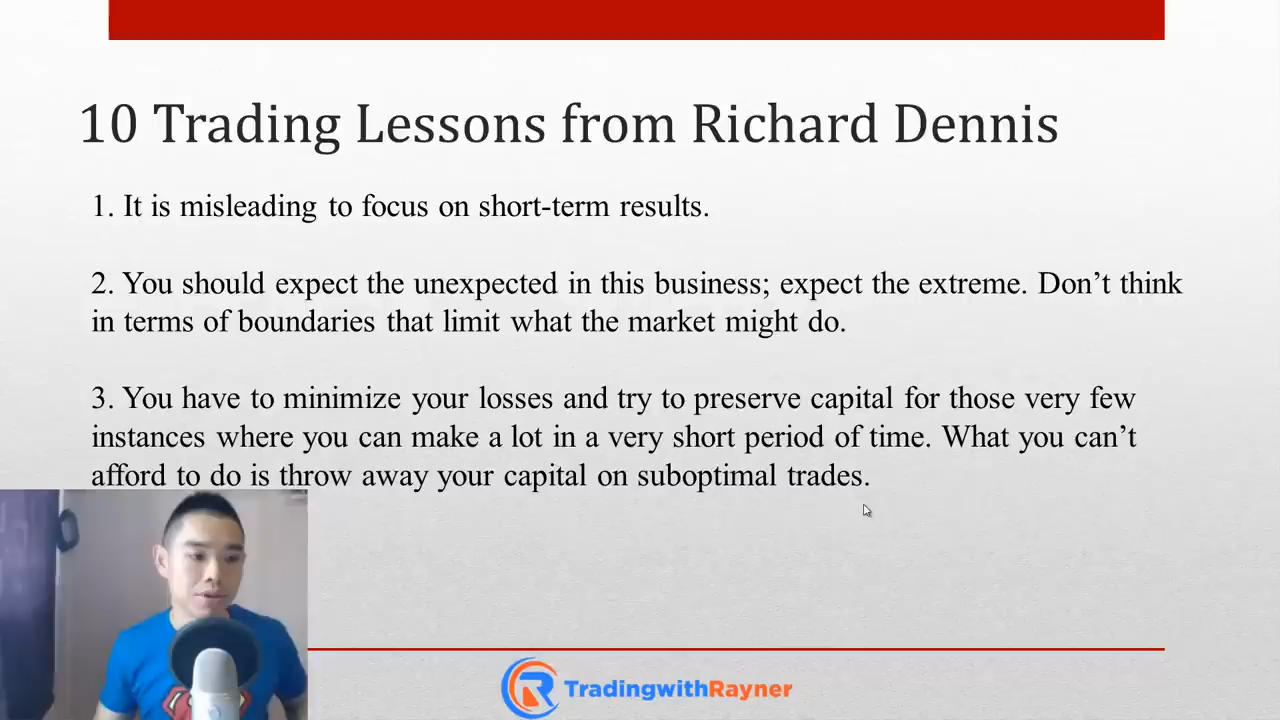 10 Trading Lessons from Richard Dennis
1. It is misleading to focus on short-term results.
2. You should expect the unexpected in this business; expect the extreme. Don’t think
in terms of boundaries that limit what the market might do.
3. You have to minimize your losses and try to preserve capital for those very few
instances where you can make a lot in a very short period of time. What you can’t
afford to do is throw away your capital on suboptimal trades.
TradingwithRayner